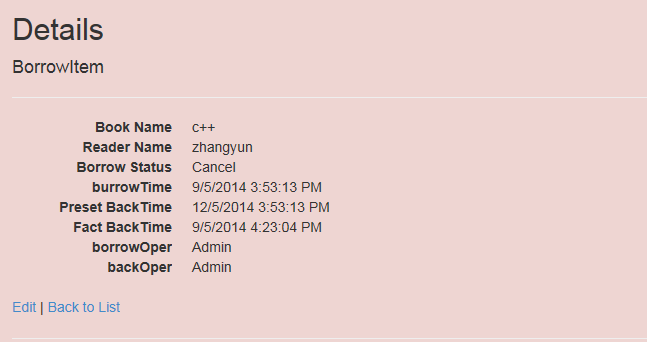 Details
BorrowItem
Book Name c++
Reader Name zhangyun
Borrow Status Cancel
burrowTime 9/5/2014 3:53:13 PM
Preset BackTime 12/5/2014 3:53:13 PM
Fact BackTime 9/5/2014 4:23:04 PM
borrowOper Admin
backOper Admin
Edit | Back to List